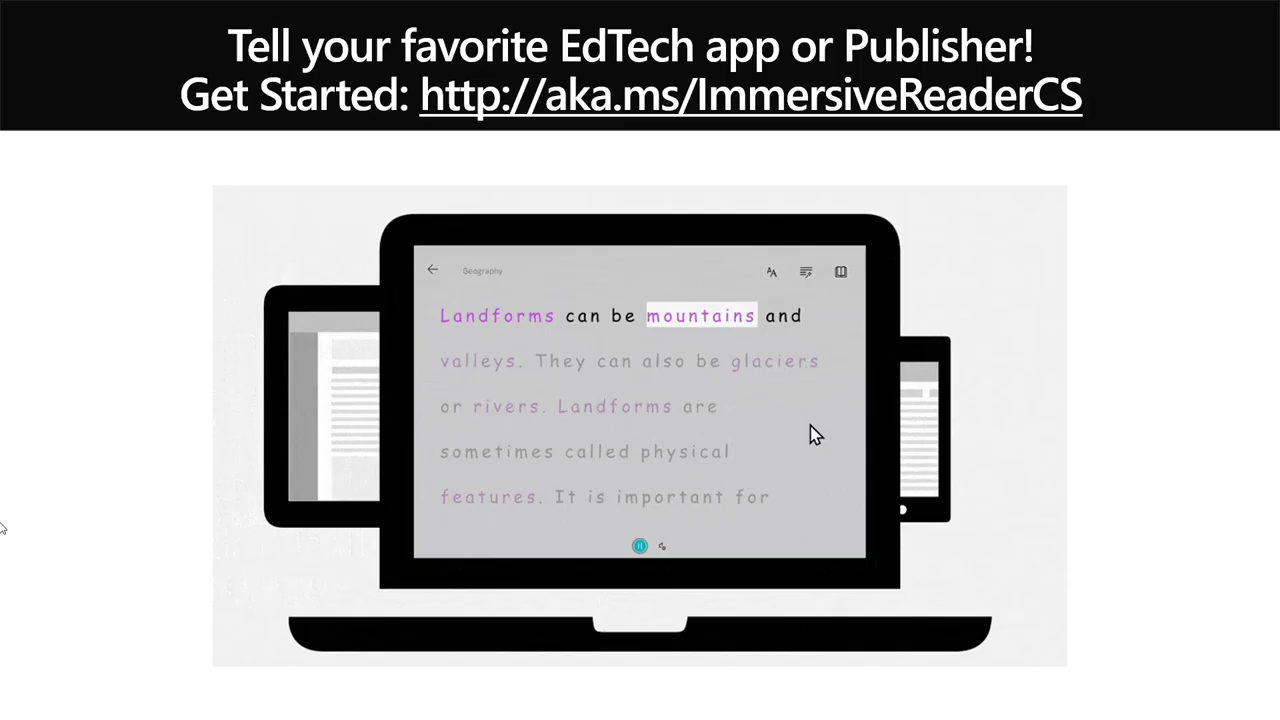 Tell your favorite EdTech app or Publisher!
Get Started: http://aka.ms/ImmersiveReaderCS
Geography
Landforms can be mountains and
valleys. They can also be glaciers
or rivers. Landforms are
sometimes called physical
features. It is important for